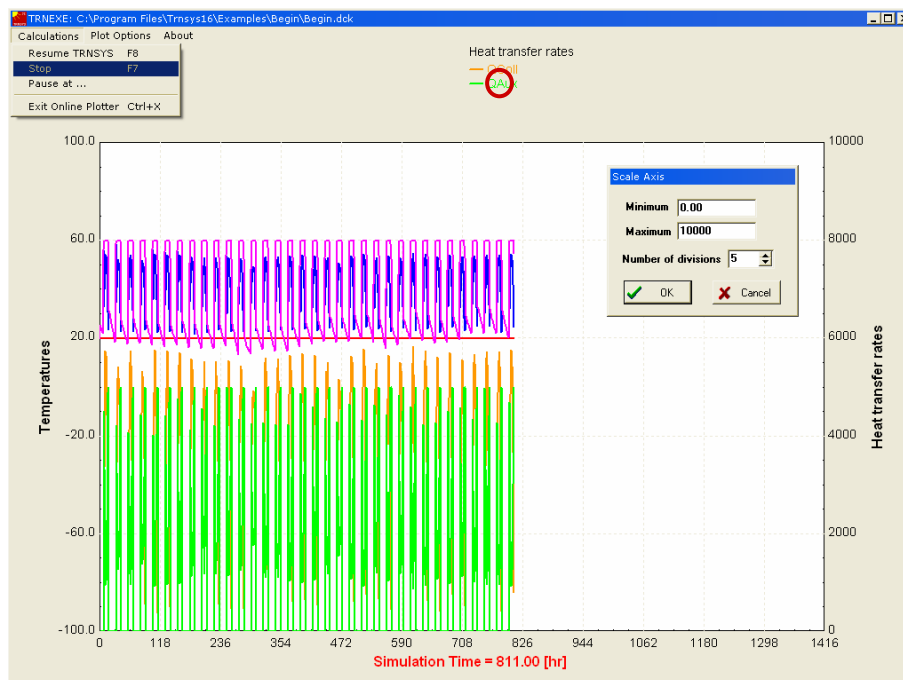 TRNEXE: C:\Program Files\Trnsys16\Examples\Begin\Begin.dck
Calculations Plot Options About
Resume TRNSYS F8
Stop F7
Pause at ...
Exit Online Plotter Ctrl+X
Heat transfer rates
QColl
QAux
100.0
60.0
20.0
-20.0
-60.0
-100.0
Temperatures
10000
8000
6000
4000
2000
0
Heat transfer rates
Scale Axis
Minimum 0.00
Maximum 10000
Number of divisions 5
OK Cancel
0 118 236 354 472 590 708 826 944 1062 1180 1298 1416
Simulation Time = 811.00 [hr]